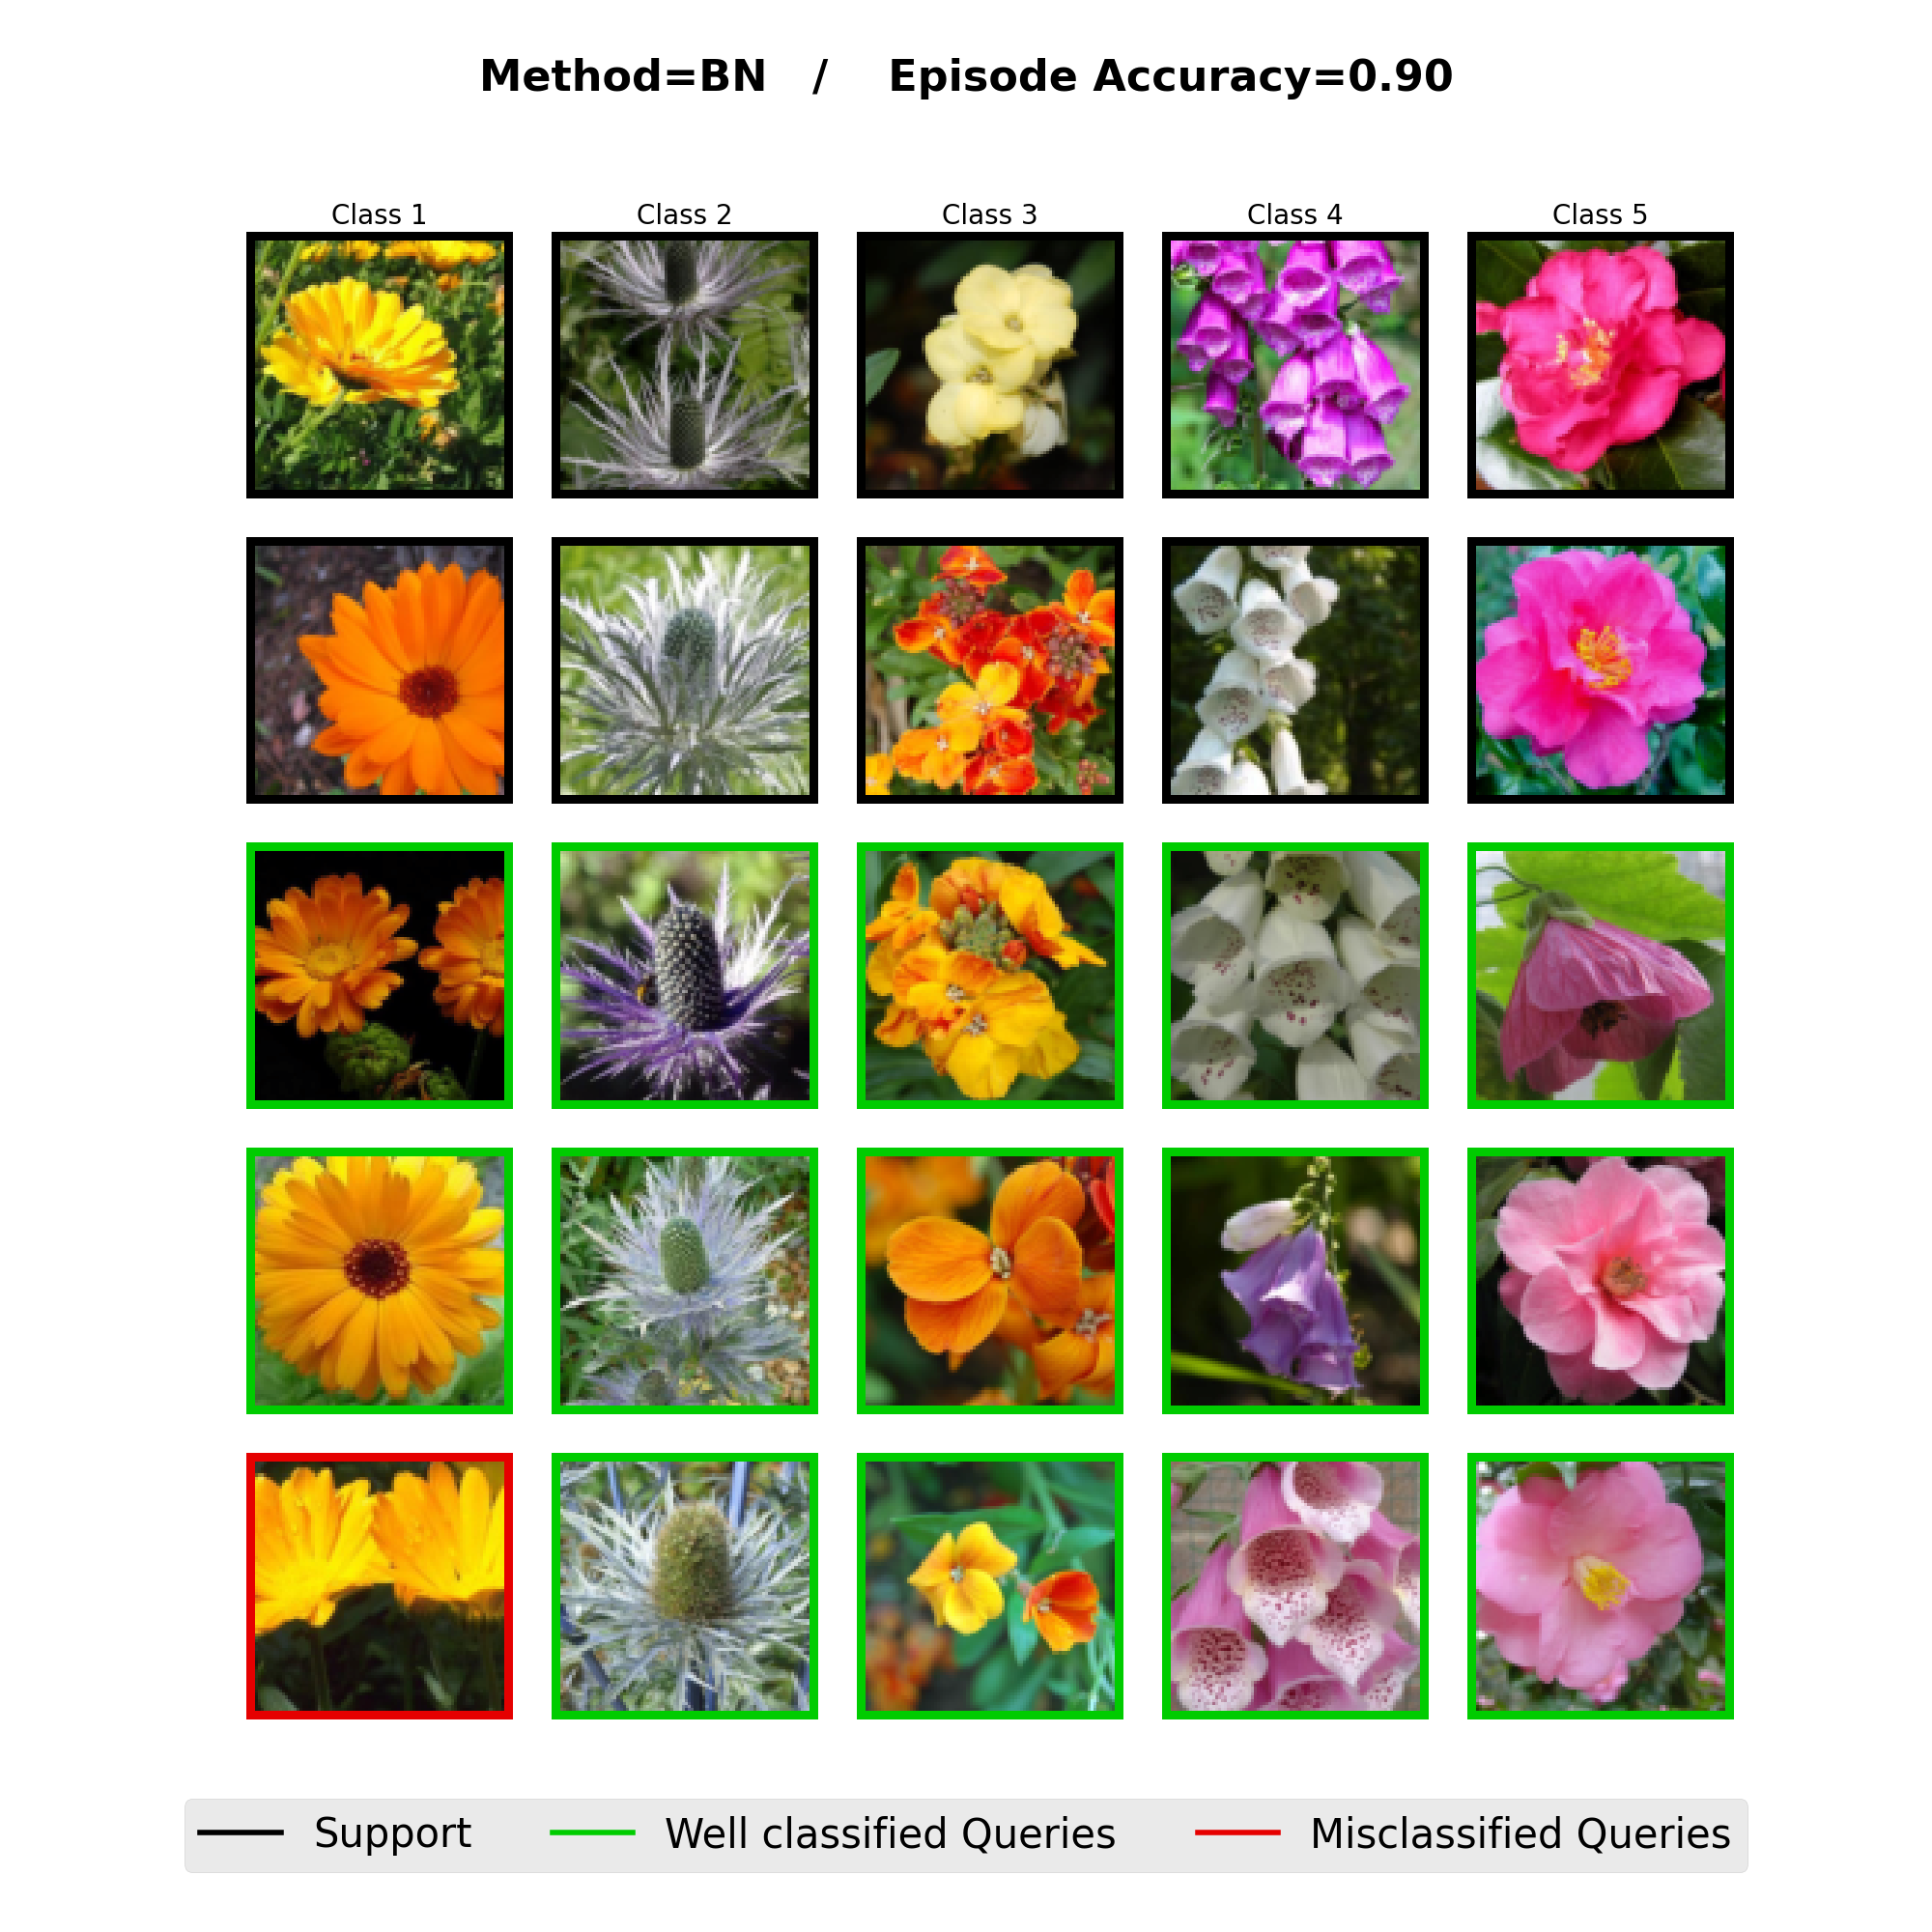 Method=BN / Episode Accuracy=0.90
Class 1 Class 2 Class 3 Class 4 Class 5
Support Well classified Queries Misclassified Queries